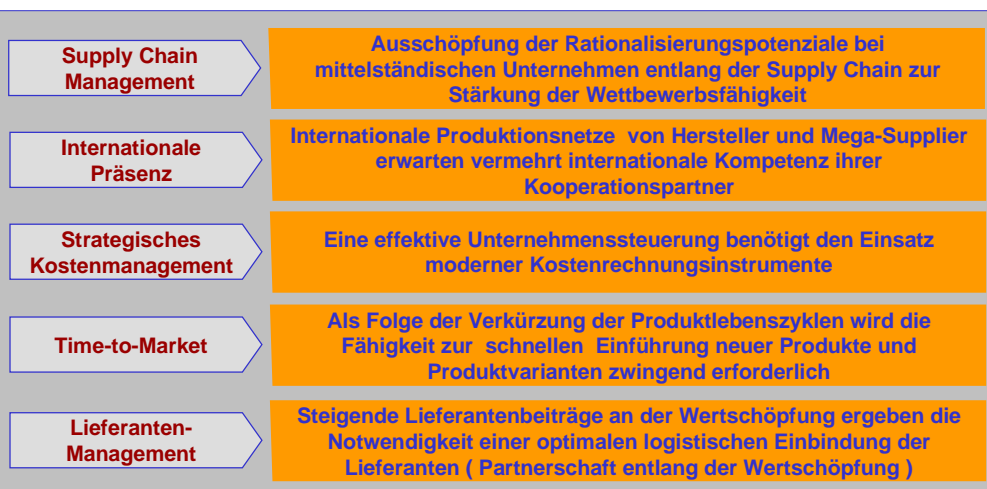 Supply Chain
Management
Ausschöpfung der Rationalisierungspotenziale bei
mittelständischen Unternehmen entlang der Supply Chain zur
Stärkung der Wettbewerbsfähigkeit
Internationale
Präsenz
Internationale Produktionsnetze von Hersteller und Mega-Supplier
erwarten vermehrt internationale Kompetenz ihrer
Kooperationspartner
Strategisches
Kostenmanagement
Eine effektive Unternehmenssteuerung benötigt den Einsatz
moderner Kostenrechnungsinstrumente
Time-to-Market
Als Folge der Verkürzung der Produktlebenszyklen wird die
Fähigkeit zur schnellen Einführung neuer Produkte und
Produktvarianten zwingend erforderlich
Lieferanten-
Management
Steigende Lieferantenbeiträge an der Wertschöpfung ergeben die
Notwendigkeit einer optimalen logistischen Einbindung der
Lieferanten ( Partnerschaft entlang der Wertschöpfung )